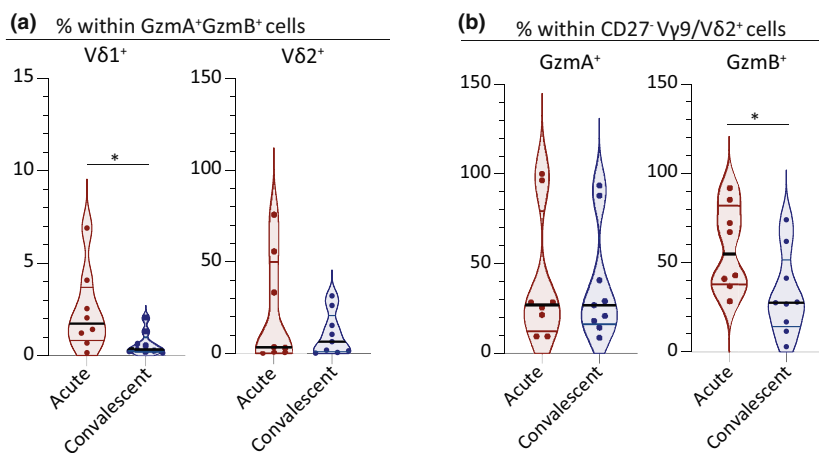 (a) % within GzmA⁺GzmB⁺ cells
Vδ1⁺ Vδ2⁺
15
10
5
0
150
100
50
0
*
Acute
Convalescent
Acute
Convalescent
(b) % within CD27⁻ Vγ9/Vδ2⁺ cells
GzmA⁺ GzmB⁺
150
100
50
0
150
100
50
0
*
Acute
Convalescent
Acute
Convalescent